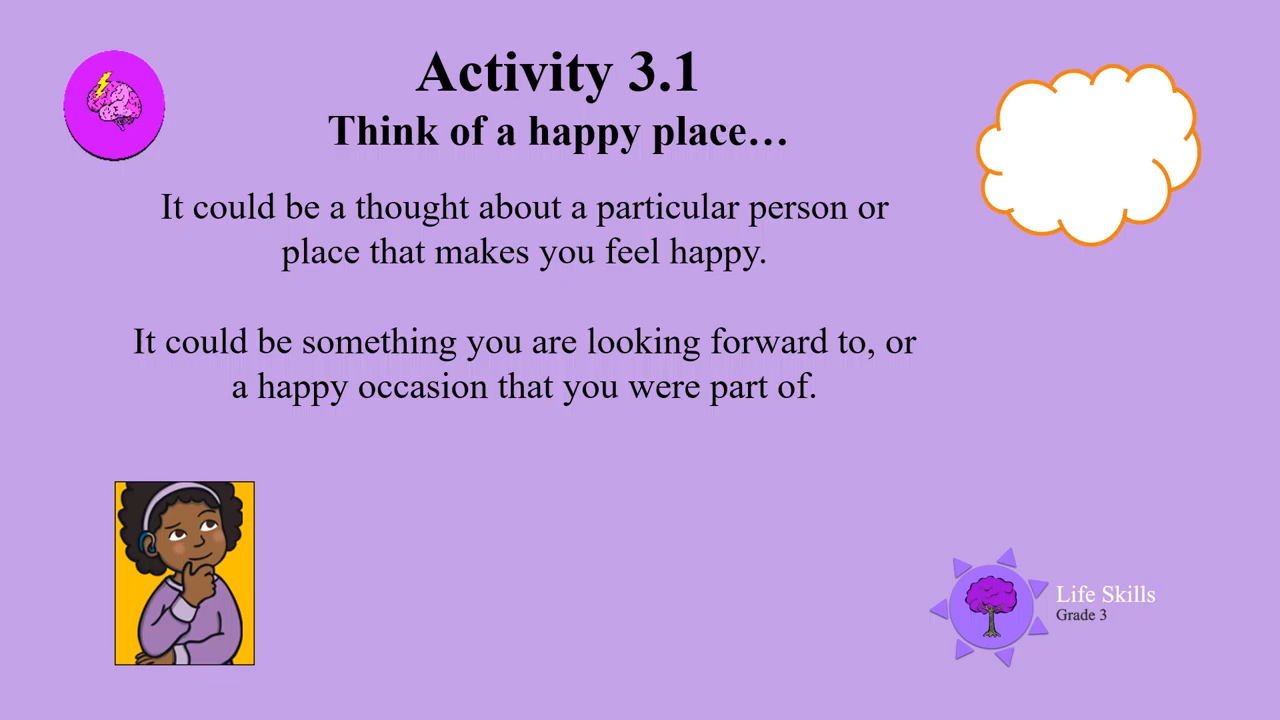 Activity 3.1
Think of a happy place…
It could be a thought about a particular person or
place that makes you feel happy.
It could be something you are looking forward to, or
a happy occasion that you were part of.
Life Skills
Grade 3